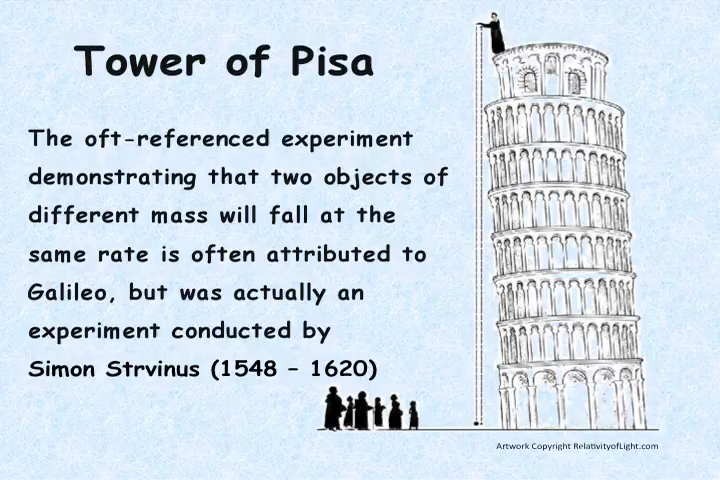 Tower of Pisa
The oft-referenced experiment
demonstrating that two objects of
different mass will fall at the
same rate is often attributed to
Galileo, but was actually an
experiment conducted by
Simon Strvinus (1548 – 1620)
Artwork Copyright RelativityofLight.com